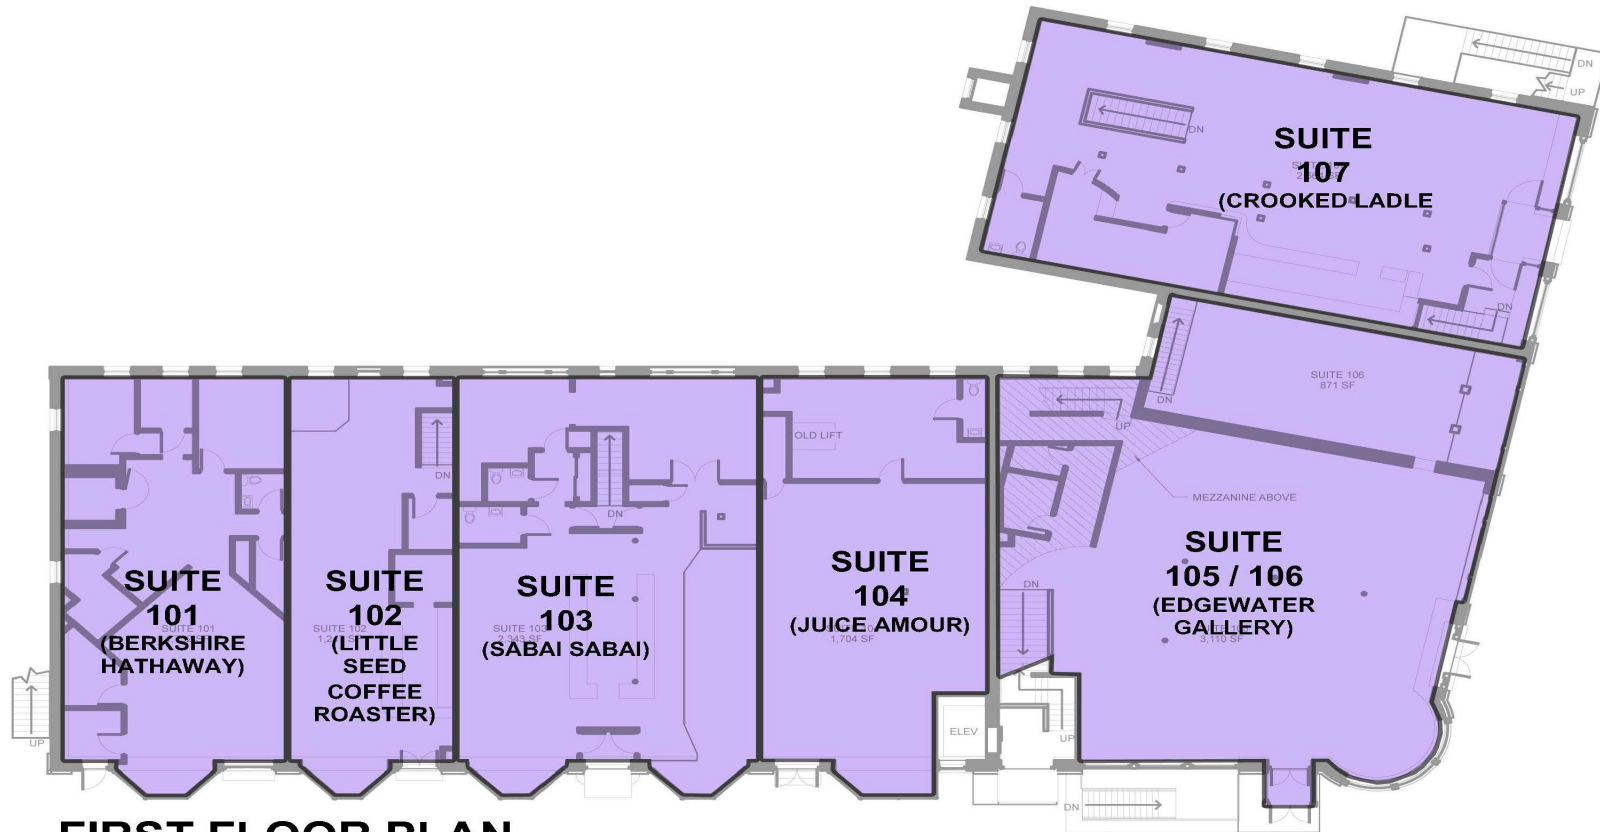 DN
UP
DN
SUITE
107
(CROOKED LADLE
DN
SUITE 106
871 SF
DN
UP
OLD LIFT
DN
MEZZANINE ABOVE
DN
SUITE
101
(BERKSHIRE
HATHAWAY)
SUITE 101
SUITE
102
(LITTLE
SEED
COFFEE
ROASTER)
SUITE 102
SUITE
103
(SABAI SABAI)
SUITE 103
2,343 SF
SUITE
104
(JUICE AMOUR)
1,704 SF
SUITE
105 / 106
(EDGEWATER
GALLERY)
3,110 SF
DN
UP
ELEV
UP
DN
FIRST FLOOR PLAN